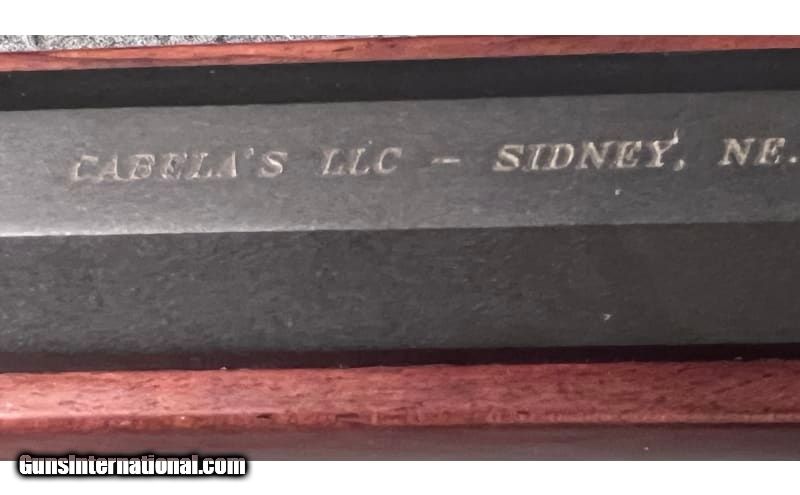 CABELA'S LLC - SIDNEY, NE.
GunsInternational.com